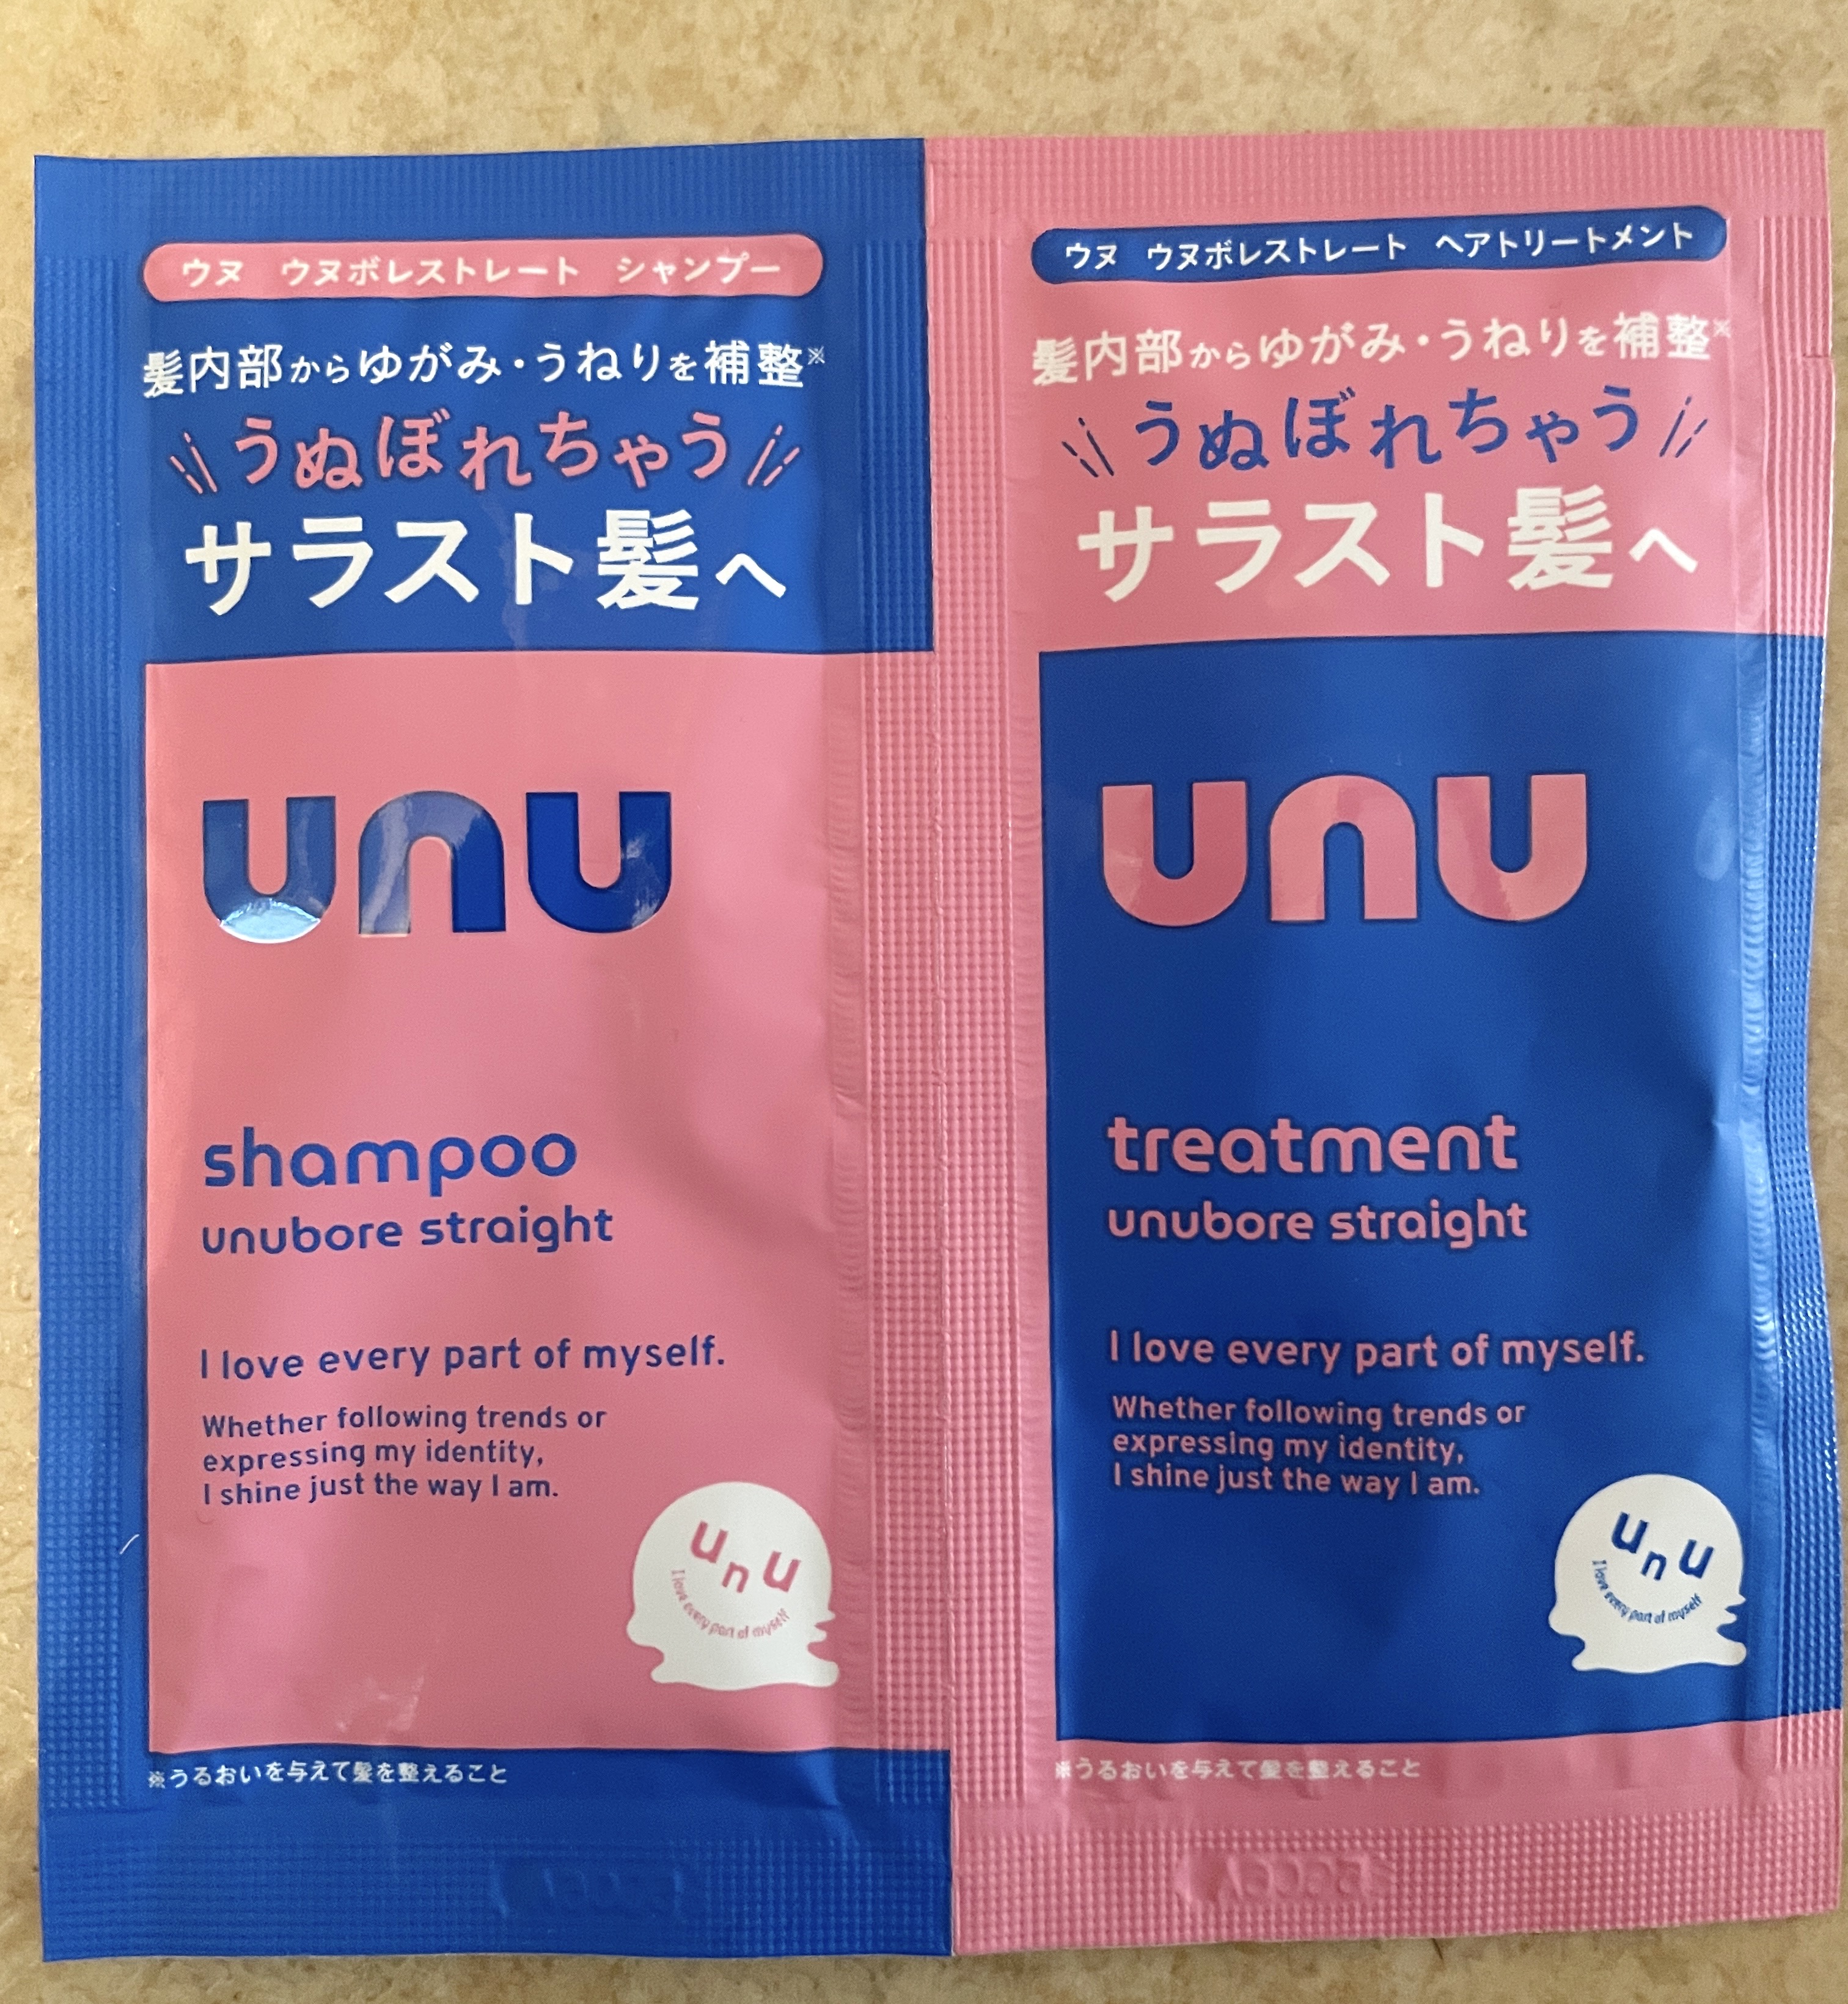 ウヌ ウヌボレストレート シャンプー
髪内部からゆがみ・うねりを補整※
うぬぼれちゃう
サラスト髪へ
unu
shampoo
unubore straight
I love every part of myself.
Whether following trends or
expressing my identity,
I shine just the way I am.
unu
I love every part of myself
※うるおいを与えて髪を整えること
ウヌ ウヌボレストレート ヘアトリートメント
髪内部からゆがみ・うねりを補整※
うぬぼれちゃう
サラスト髪へ
unu
treatment
unubore straight
I love every part of myself.
Whether following trends or
expressing my identity,
I shine just the way I am.
unu
I love every part of myself
※うるおいを与えて髪を整えること